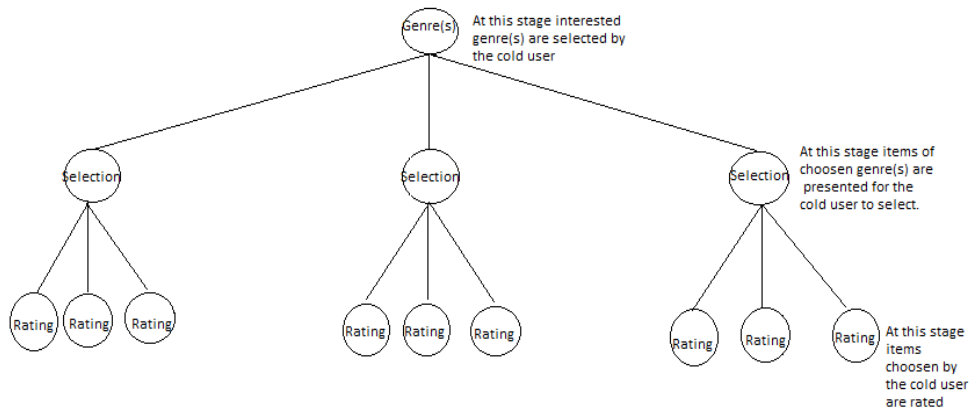 Genre(s)
At this stage interested
genre(s) are selected by
the cold user
Selection
Selection
Selection
At this stage items of
choosen genre(s) are
presented for the
cold user to select.
Rating
Rating
Rating
Rating
Rating
Rating
Rating
Rating
Rating
At this stage
items
choosen by
the cold user
are rated